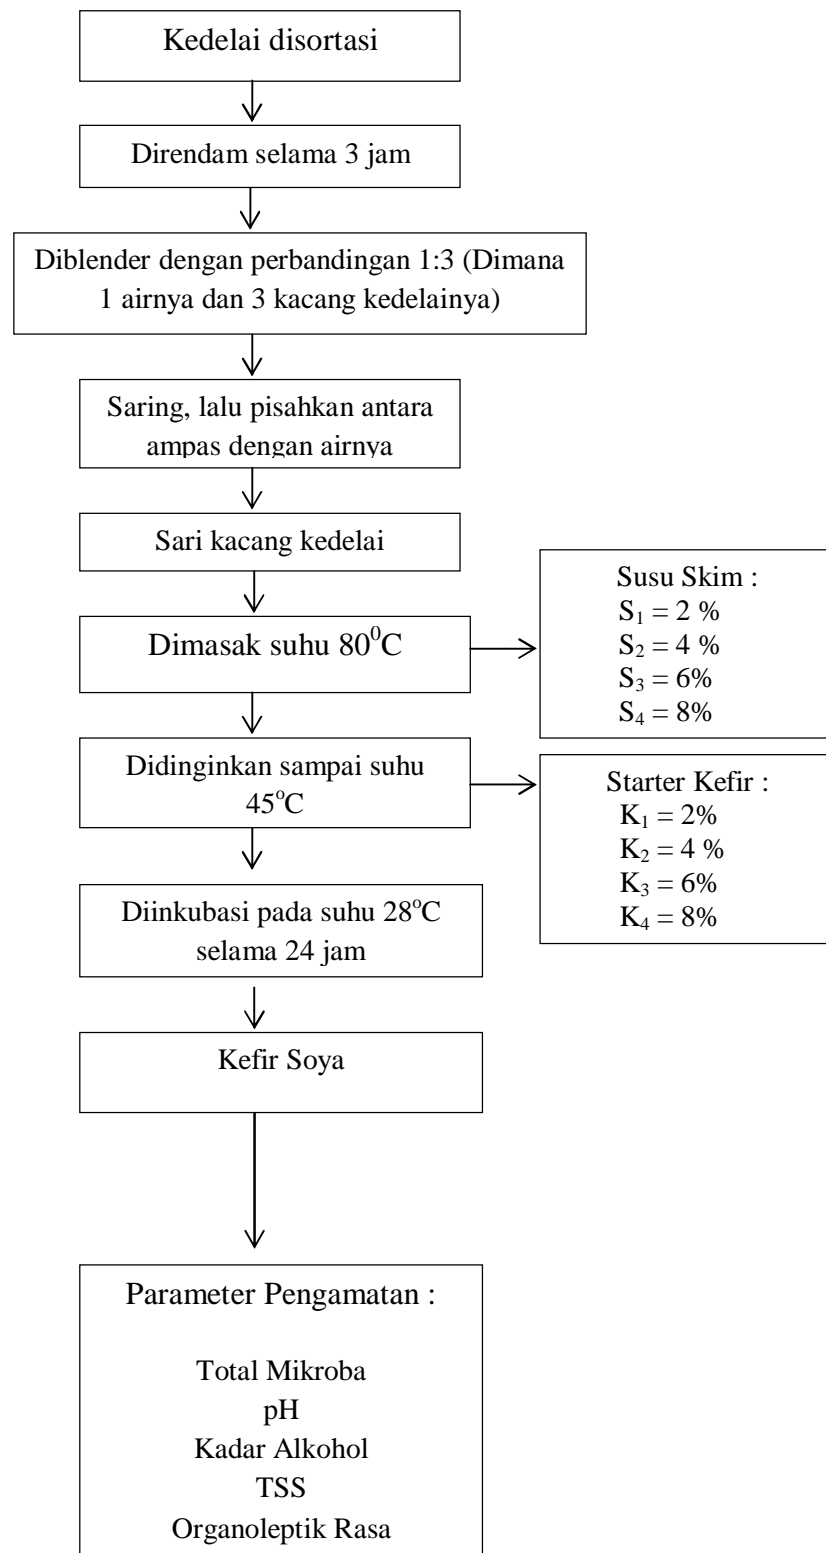 Kedelai disortasi
Direndam selama 3 jam
Diblender dengan perbandingan 1:3 (Dimana
1 airnya dan 3 kacang kedelainya)
Saring, lalu pisahkan antara
ampas dengan airnya
Sari kacang kedelai
Dimasak suhu 80⁰C
Susu Skim :
S₁ = 2 %
S₂ = 4 %
S₃ = 6%
S₄ = 8%
Didinginkan sampai suhu
45°C
Starter Kefir :
K₁ = 2%
K₂ = 4 %
K₃ = 6%
K₄ = 8%
Diinkubasi pada suhu 28°C
selama 24 jam
Kefir Soya
Parameter Pengamatan :
Total Mikroba
pH
Kadar Alkohol
TSS
Organoleptik Rasa